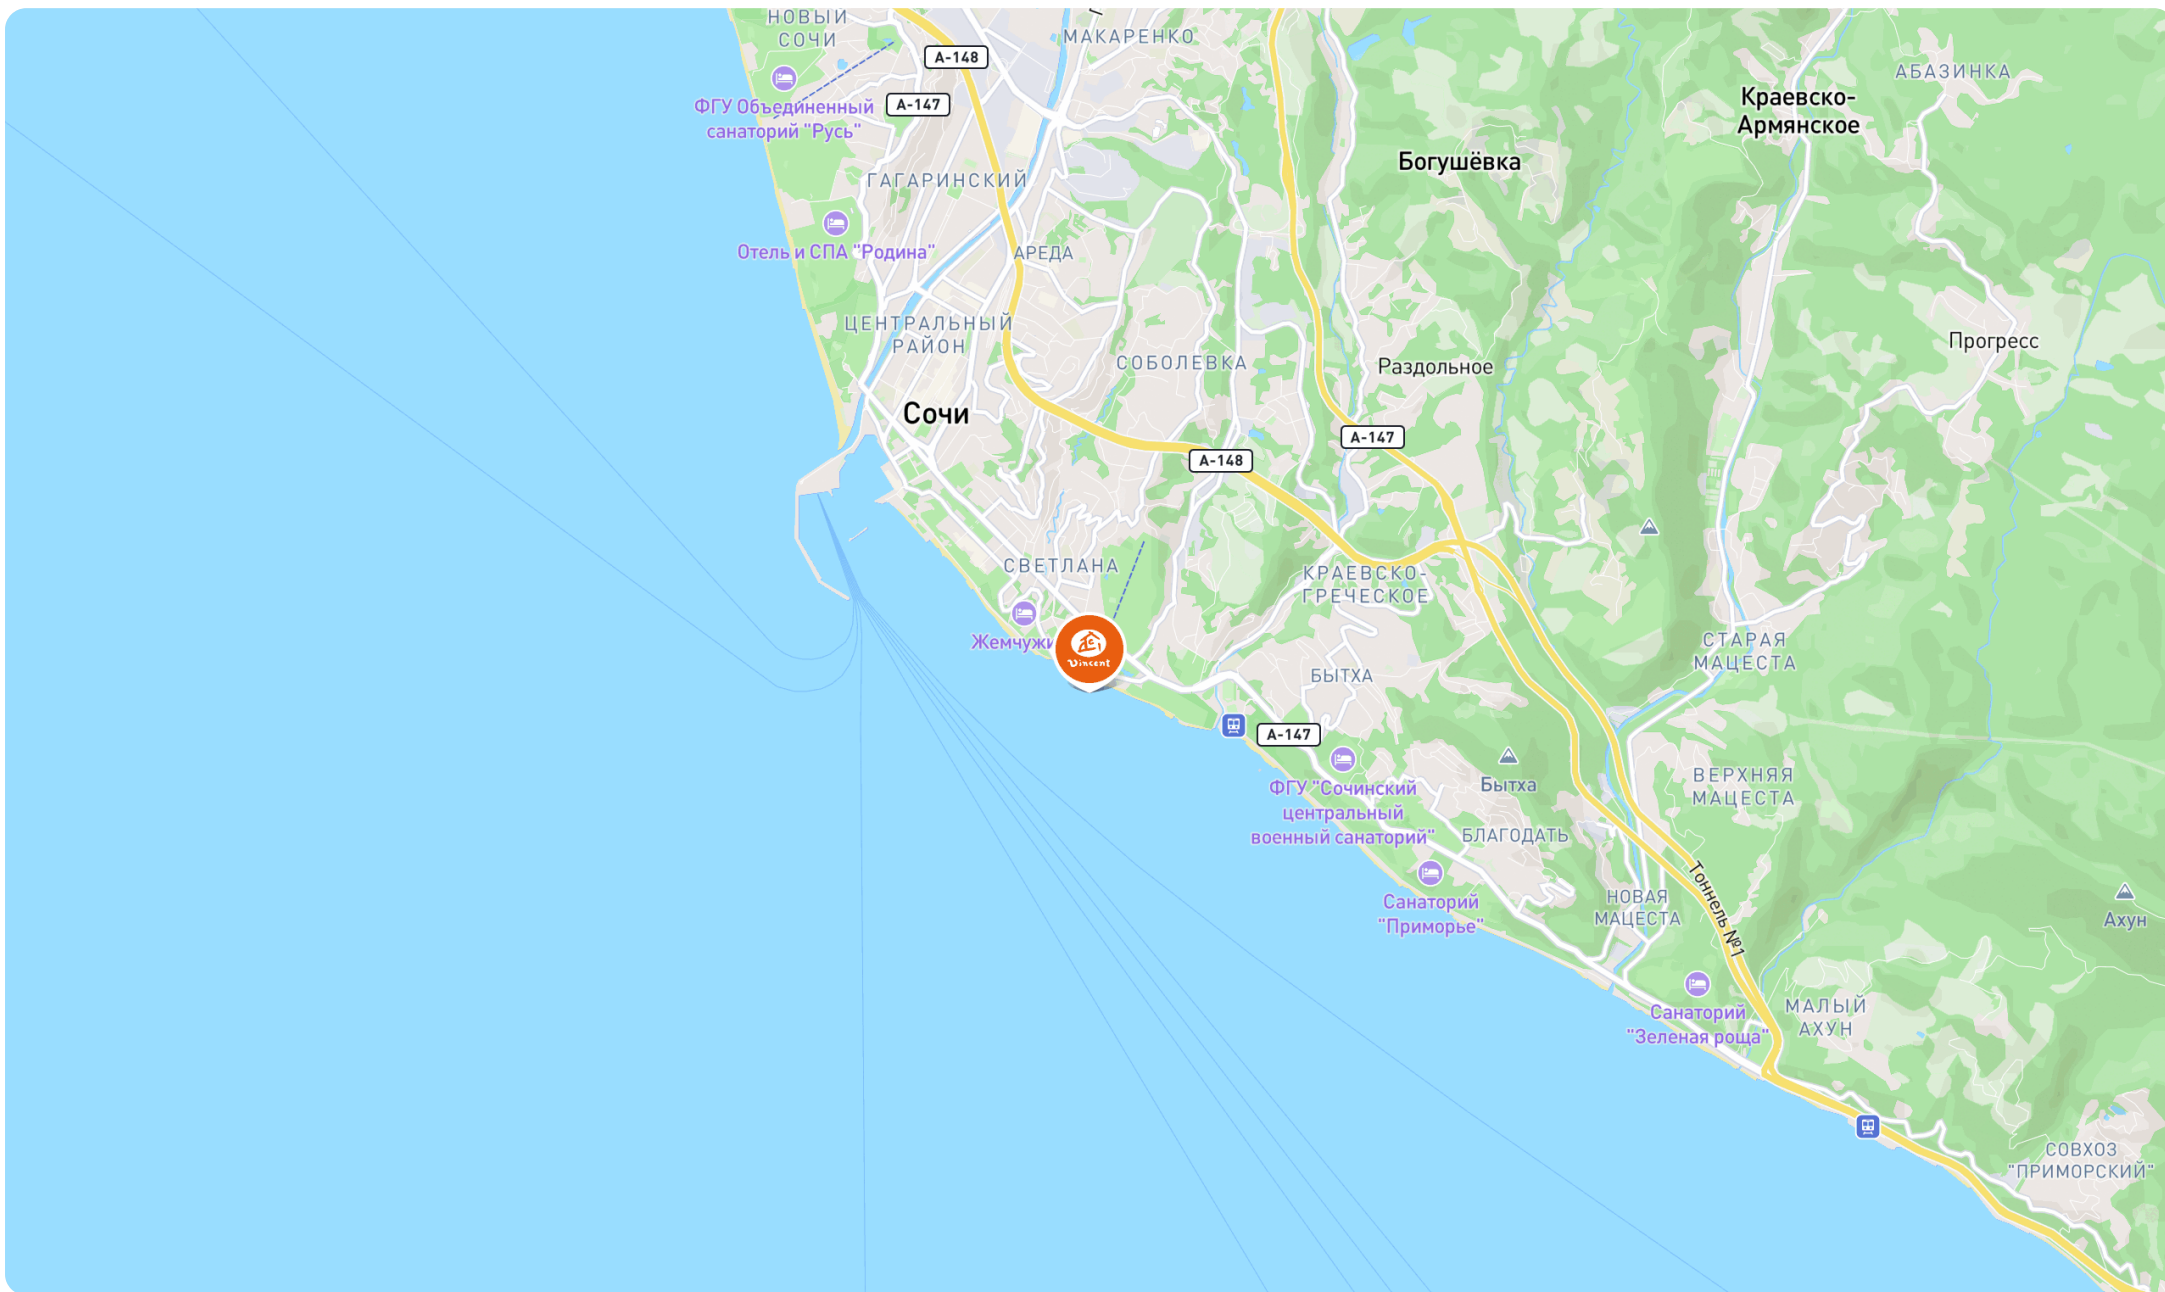 НОВЫЙ
СОЧИ
МАКАРЕНКО
А-148
А-147
ФГУ Объединенный
санаторий "Русь"
АБАЗИНКА
Краевско-
Армянское
Богушёвка
ГАГАРИНСКИЙ
Отель и СПА "Родина"
АРЕДА
ЦЕНТРАЛЬНЫЙ
РАЙОН
СОБОЛЕВКА
Раздольное
Прогресс
Сочи
А-147
А-148
СВЕТЛАНА
КРАЕВСКО-
ГРЕЧЕСКОЕ
Жемчужи
Vincent
СТАРАЯ
МАЦЕСТА
БЫТХА
А-147
ФГУ "Сочинский
центральный
военный санаторий"
Бытха
ВЕРХНЯЯ
МАЦЕСТА
БЛАГОДАТЬ
Санаторий
"Приморье"
НОВАЯ
МАЦЕСТА
Тоннель №1
Ахун
Санаторий
"Зеленая роща"
МАЛЫЙ
АХУН
СОВХОЗ
"ПРИМОРСКИЙ"